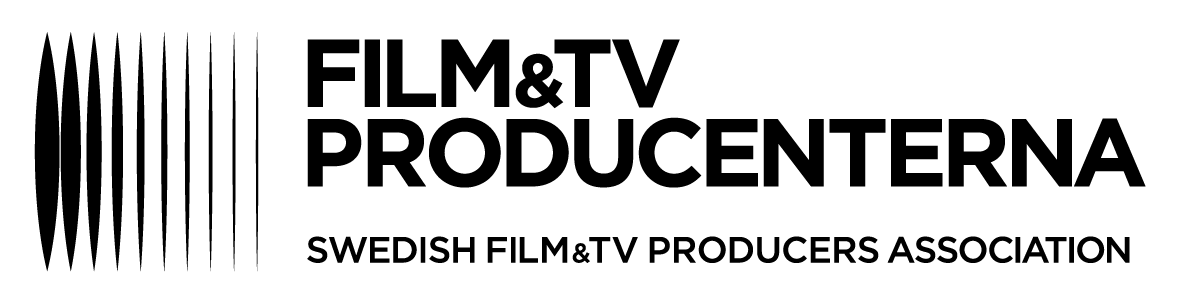 FILM&TV
PRODUCENTERNA
SWEDISH FILM&TV PRODUCERS ASSOCIATION